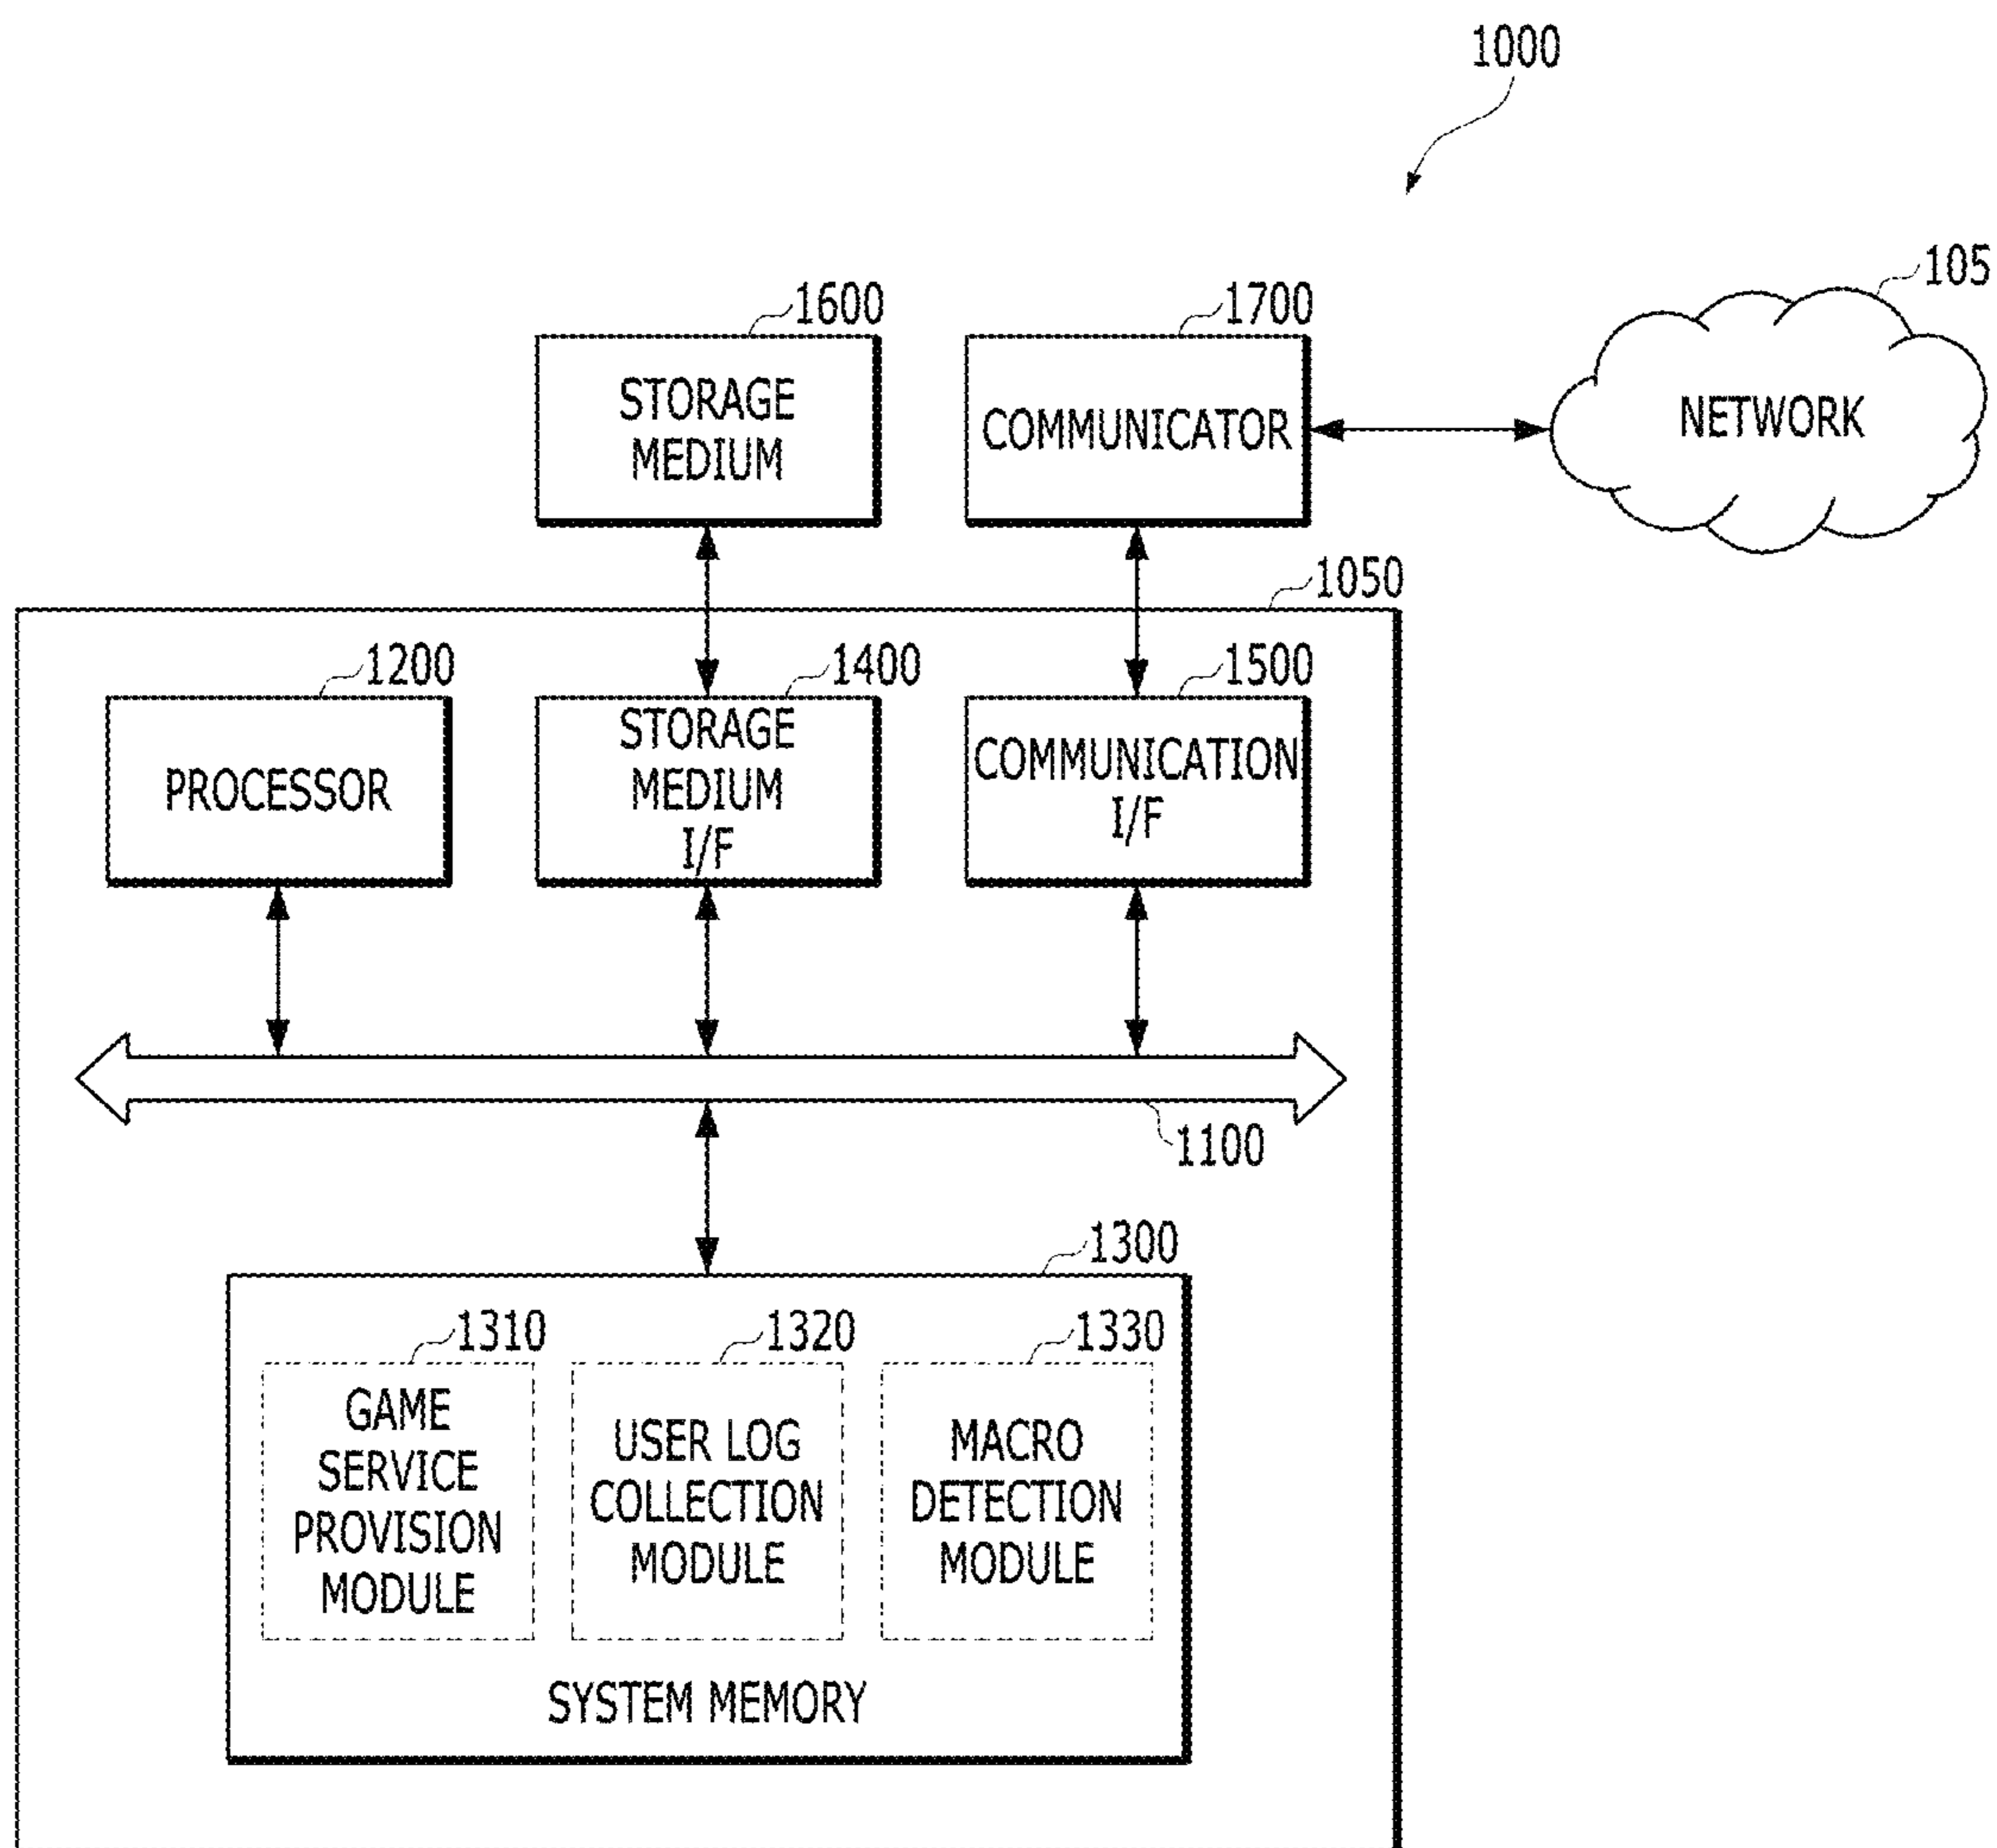 1000
105
1600
1700
STORAGE
MEDIUM
COMMUNICATOR
NETWORK
1050
1200
1400
1500
PROCESSOR
STORAGE
MEDIUM
I/F
COMMUNICATION
I/F
1100
1300
1310
1320
1330
GAME
SERVICE
PROVISION
MODULE
USER LOG
COLLECTION
MODULE
MACRO
DETECTION
MODULE
SYSTEM MEMORY